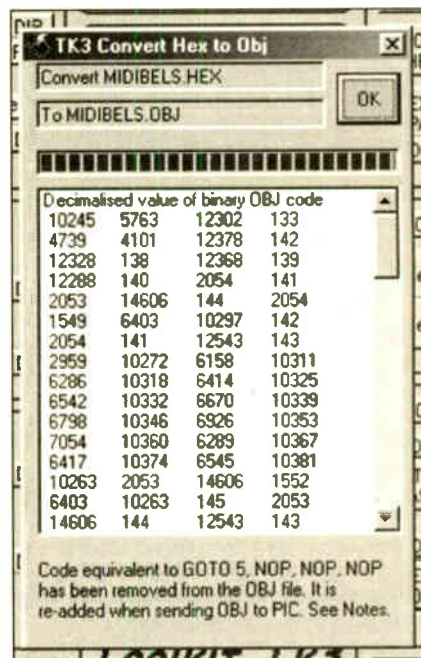 TK3 Convert Hex to Obj
Convert MIDIBELS.HEX
To MIDIBELS.OBJ
OK
Decimalised value of binary OBJ code
10245 5763 12302 133
4739 4101 12378 142
12328 138 12368 139
12288 140 2054 141
2053 14606 144 2054
1549 6403 10297 142
2054 141 12543 143
2959 10272 6158 10311
6286 10318 6414 10325
6542 10332 6670 10339
6798 10346 6926 10353
7054 10360 6289 10367
6417 10374 6545 10381
10263 2053 14606 1552
6403 10263 145 2053
14606 144 12543 143
Code equivalent to GOTO 5, NOP, NOP, NOP
has been removed from the OBJ file. It is
re-added when sending OBJ to PIC. See Notes.